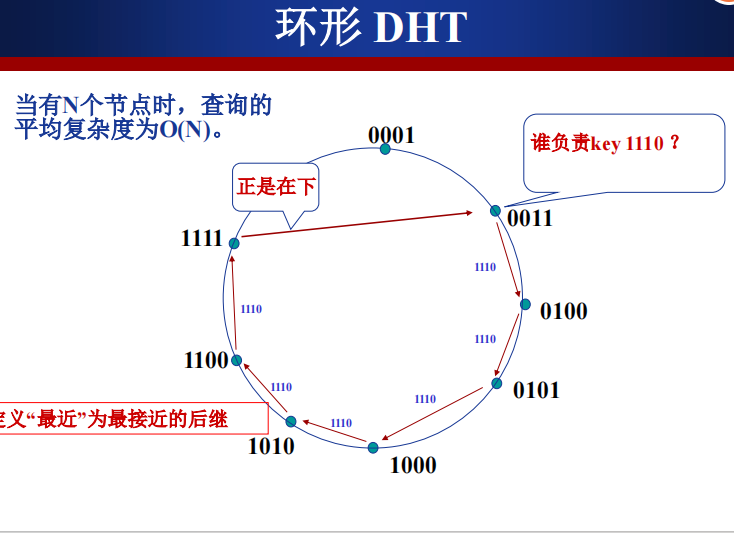 环形 DHT
当有N个节点时，查询的
平均复杂度为O(N)。
0001
谁负责key 1110 ？
正是在下
0011
1111
1110
1110
0100
1110
1100
1110
1110
0101
定义“最近”为最接近的后继
1110
1010
1000